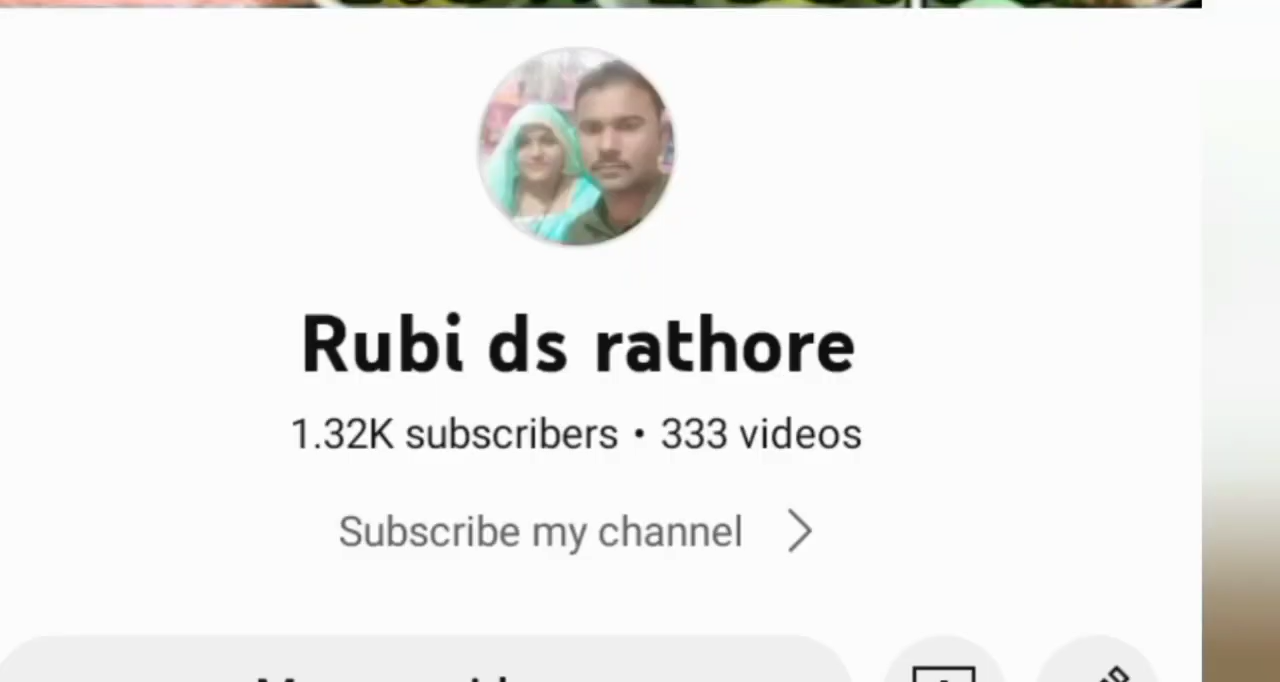 Rubi ds rathore
1.32K subscribers • 333 videos
Subscribe my channel